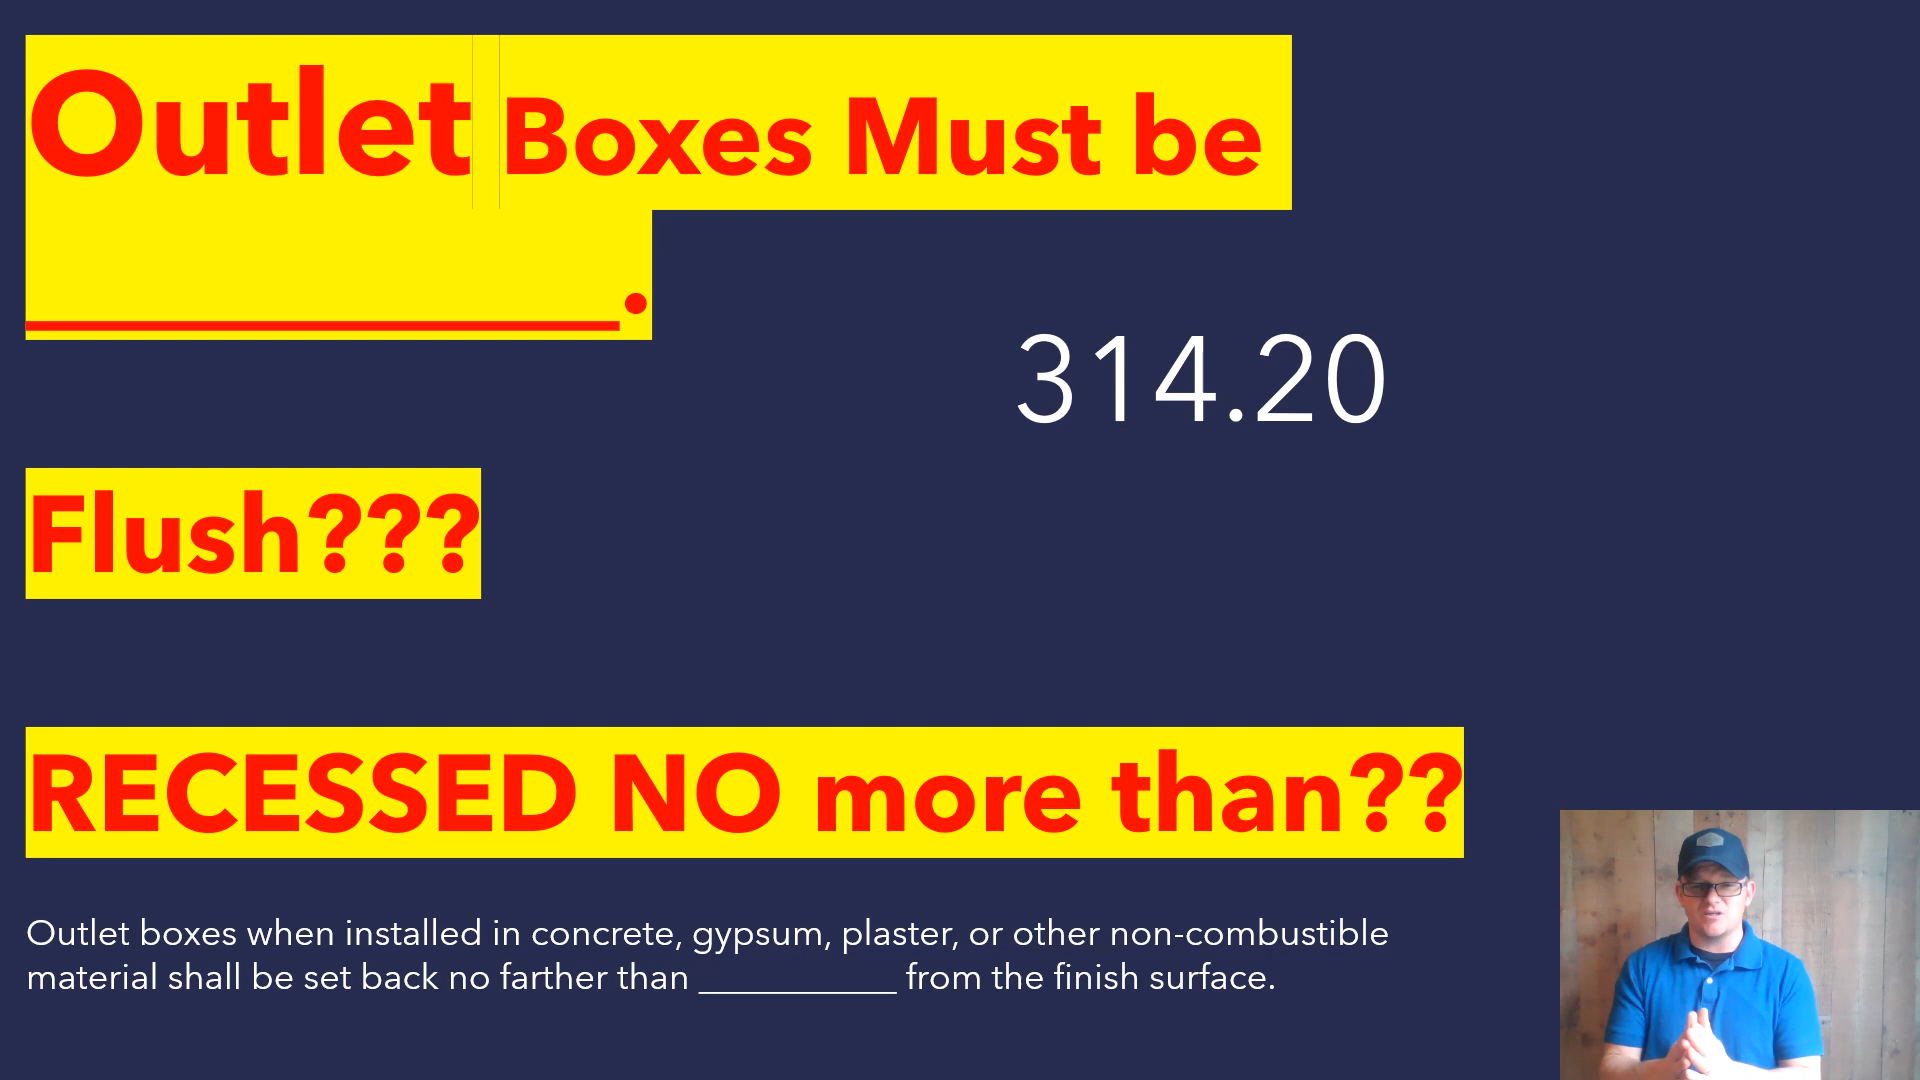 Outlet Boxes Must be
___________.
314.20
Flush???
RECESSED NO more than??
Outlet boxes when installed in concrete, gypsum, plaster, or other non-combustible
material shall be set back no farther than __________ from the finish surface.